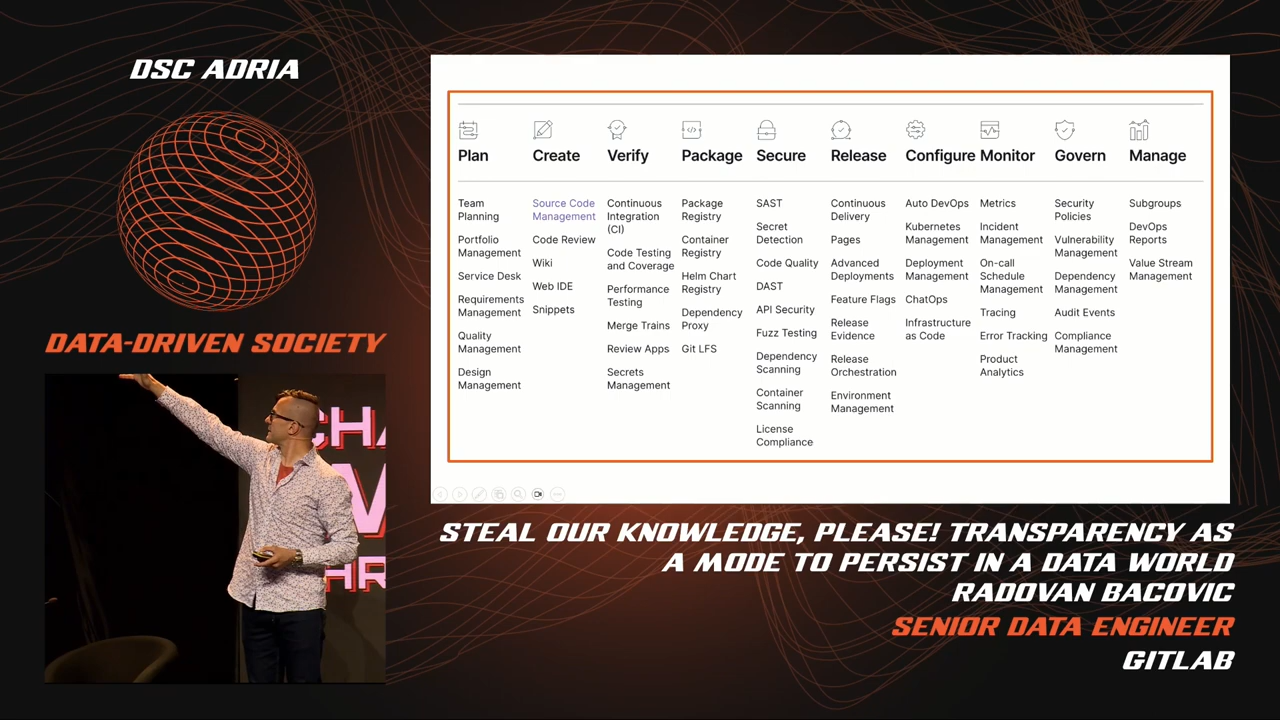 DSC ADRIA
DATA-DRIVEN SOCIETY
Plan
Team
Planning
Portfolio
Management
Service Desk
Requirements
Management
Quality
Management
Design
Management
Create
Source Code
Management
Code Review
Wiki
Web IDE
Snippets
Verify
Continuous
Integration
(CI)
Code Testing
and Coverage
Performance
Testing
Merge Trains
Review Apps
Secrets
Management
Package
Package
Registry
Container
Registry
Helm Chart
Registry
Dependency
Proxy
Git LFS
Secure
SAST
Secret
Detection
Code Quality
DAST
API Security
Fuzz Testing
Dependency
Scanning
Container
Scanning
License
Compliance
Release
Continuous
Delivery
Pages
Advanced
Deployments
Feature Flags
Release
Evidence
Release
Orchestration
Environment
Management
Configure
Auto DevOps
Kubernetes
Management
Deployment
Management
ChatOps
Infrastructure
as Code
Monitor
Metrics
Incident
Management
On-call
Schedule
Management
Tracing
Error Tracking
Product
Analytics
Govern
Security
Policies
Vulnerability
Management
Dependency
Management
Audit Events
Compliance
Management
Manage
Subgroups
DevOps
Reports
Value Stream
Management
STEAL OUR KNOWLEDGE, PLEASE! TRANSPARENCY AS
A MODE TO PERSIST IN A DATA WORLD
RADOVAN BACOVIC
SENIOR DATA ENGINEER
GITLAB